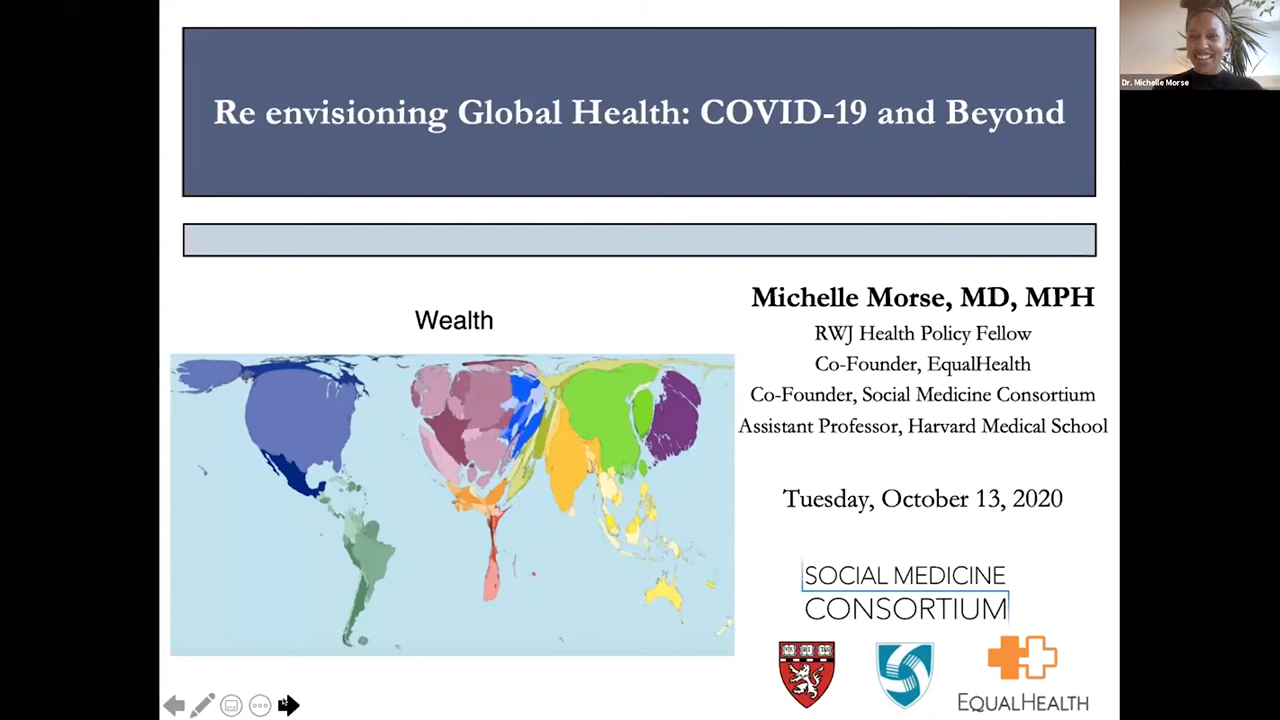 Re envisioning Global Health: COVID-19 and Beyond
Dr. Michelle Morse
Wealth
Michelle Morse, MD, MPH
RWJ Health Policy Fellow
Co-Founder, EqualHealth
Co-Founder, Social Medicine Consortium
Assistant Professor, Harvard Medical School
Tuesday, October 13, 2020
SOCIAL MEDICINE
CONSORTIUM
EQUALHEALTH